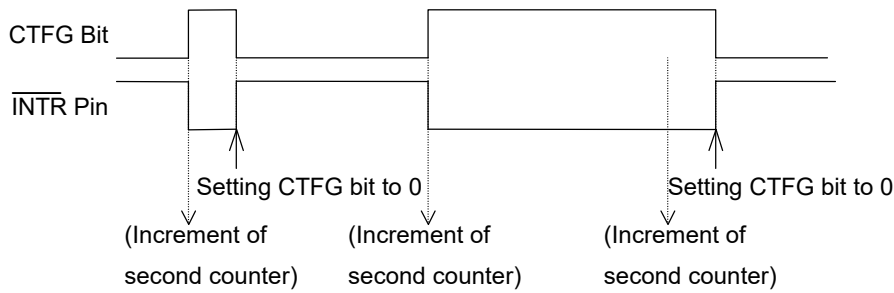 CTFG Bit
INTR Pin
Setting CTFG bit to 0
Setting CTFG bit to 0
(Increment of
second counter)
(Increment of
second counter)
(Increment of
second counter)